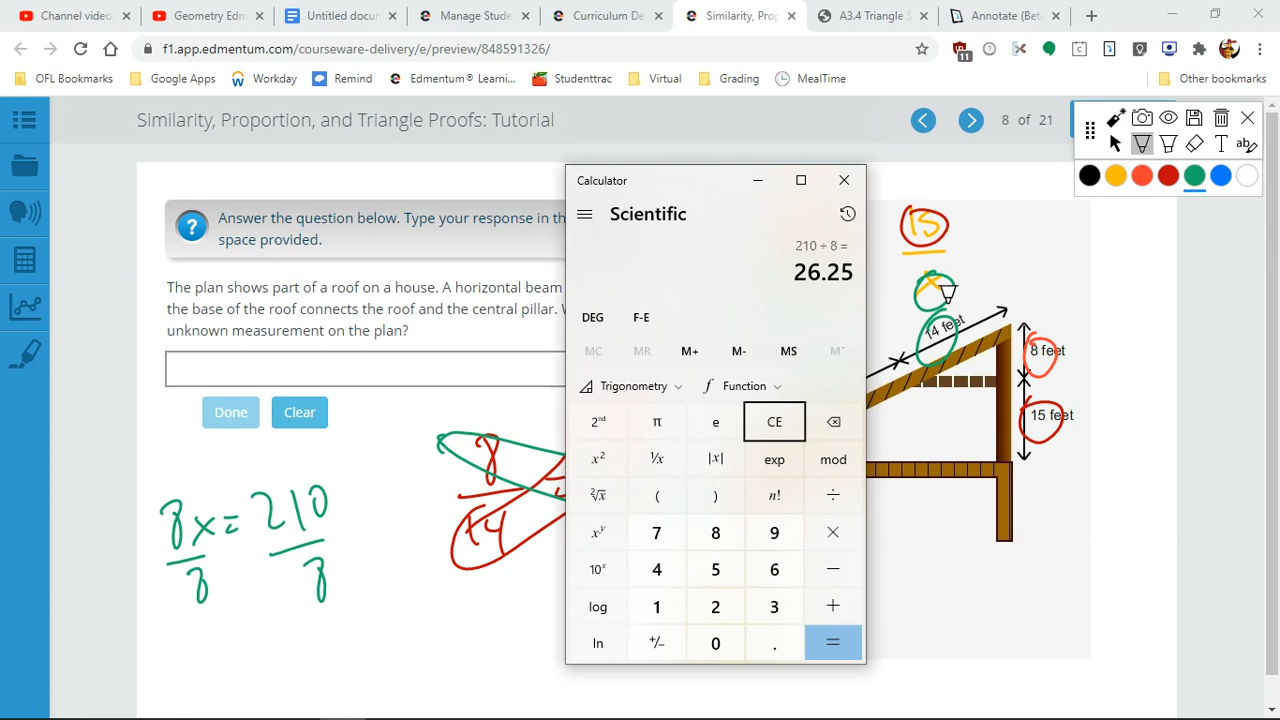 Channel video
Geometry Edm
Untitled docu
Manage Stude
Curriculum De
Similarity, Prop
A3.4 Triangle S
Annotate (Beta
f1.app.edmentum.com/courseware-delivery/e/preview/848591326/
11
OFL Bookmarks
Google Apps
Workday
Remind
Edmentum® Learni...
Studenttrac
Virtual
Grading
MealTime
Other bookmarks
Similarity, Proportion, and Triangle Proofs: Tutorial
8 of 21
Answer the question below. Type your response in th
space provided.
The plan shows part of a roof on a house. A horizontal beam
the base of the roof connects the roof and the central pillar. W
unknown measurement on the plan?
Done
Clear
8x = 210
8 8
8
14
15
x
14 feet
8 feet
15 feet
Calculator
Scientific
210 ÷ 8 =
26.25
DEG F-E
MC MR M+ M- MS M˅
Trigonometry
Function
2ⁿᵈ π e CE
x² ¹/x |x| exp mod
²√x ( ) n! ÷
xʸ 7 8 9 ×
10ˣ 4 5 6 −
log 1 2 3 +
ln +/− 0 . =
T
ab